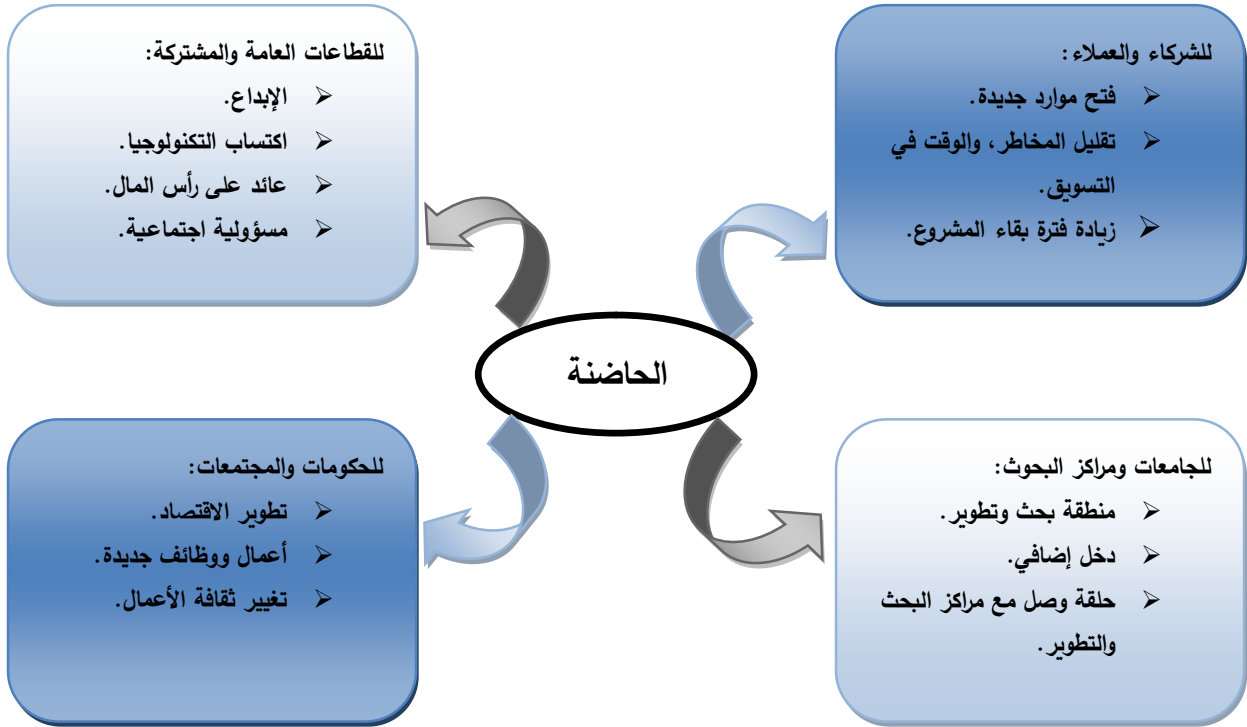 للشركاء والعملاء:
فتح موارد جديدة.
تقليل المخاطر، والوقت في
التسويق.
زيادة فترة بقاء المشروع.
للقطاعات العامة والمشتركة:
الإبداع.
اكتساب التكنولوجيا.
عائد على رأس المال.
مسؤولية اجتماعية.
الحاضنة
للجامعات ومراكز البحوث:
منطقة بحث وتطوير.
دخل إضافي.
حلقة وصل مع مراكز البحث
والتطوير.
للحكومات والمجتمعات:
تطوير الاقتصاد.
أعمال ووظائف جديدة.
تغيير ثقافة الأعمال.